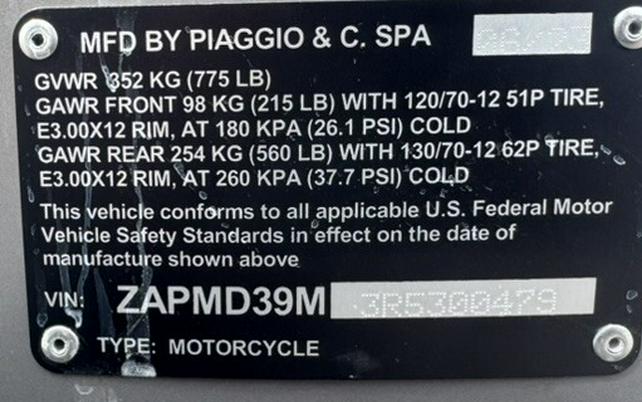 MFD BY PIAGGIO & C. SPA
GVWR 352 KG (775 LB)
GAWR FRONT 98 KG (215 LB) WITH 120/70-12 51P TIRE,
E3.00X12 RIM, AT 180 KPA (26.1 PSI) COLD
GAWR REAR 254 KG (560 LB) WITH 130/70-12 62P TIRE,
E3.00X12 RIM, AT 260 KPA (37.7 PSI) COLD
This vehicle conforms to all applicable U.S. Federal Motor
Vehicle Safety Standards in effect on the date of
manufacture shown above
VIN: ZAPMD39M 3R5300479
TYPE: MOTORCYCLE